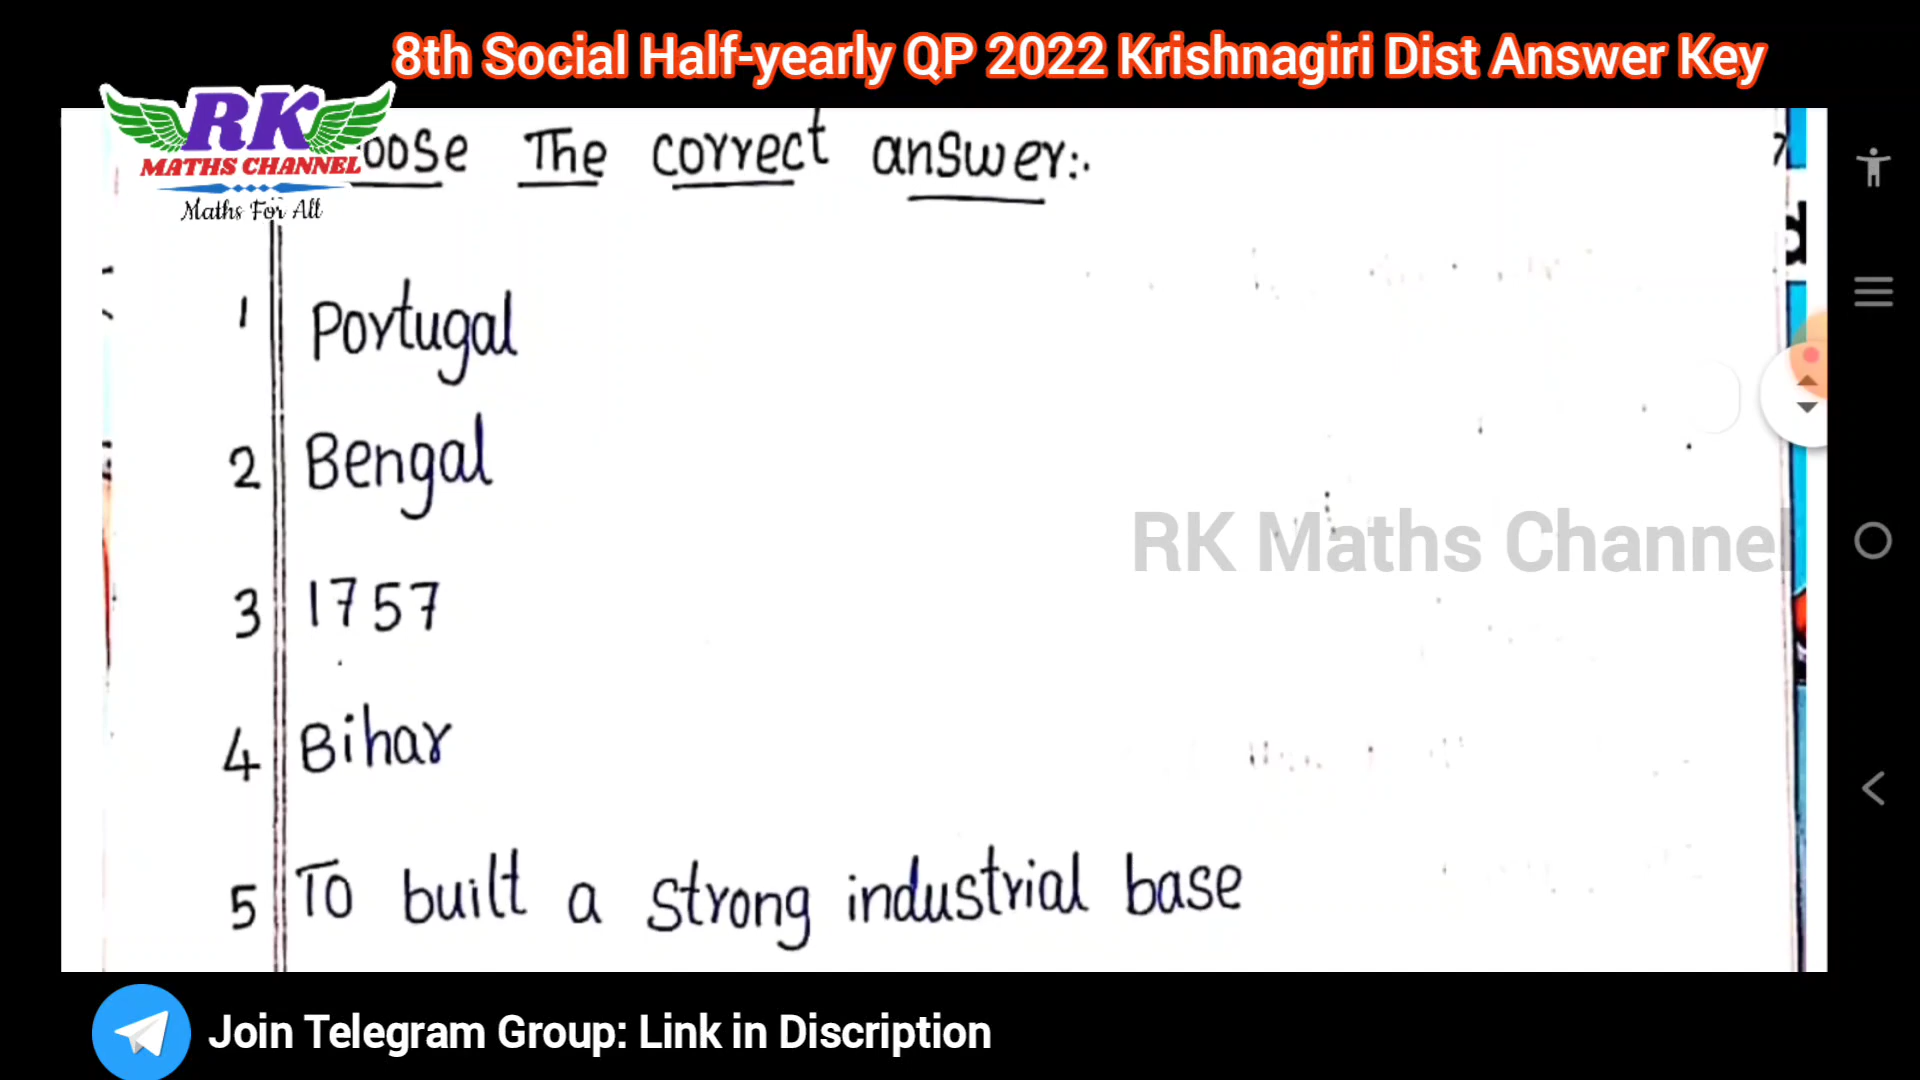 8th Social Half-yearly QP 2022 Krishnagiri Dist Answer Key
RK
MATHS CHANNEL
Maths For All
oose The correct answer:.
1 Portugal
2 Bengal
3 1757
RK Maths Channel
4 Bihar
5 To built a strong industrial base
Join Telegram Group: Link in Discription